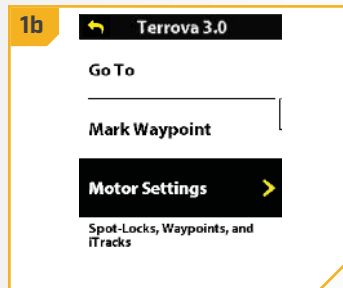 1b
Terrova 3.0
Go To
Mark Waypoint
Motor Settings
Spot-Locks, Waypoints, and
iTracks